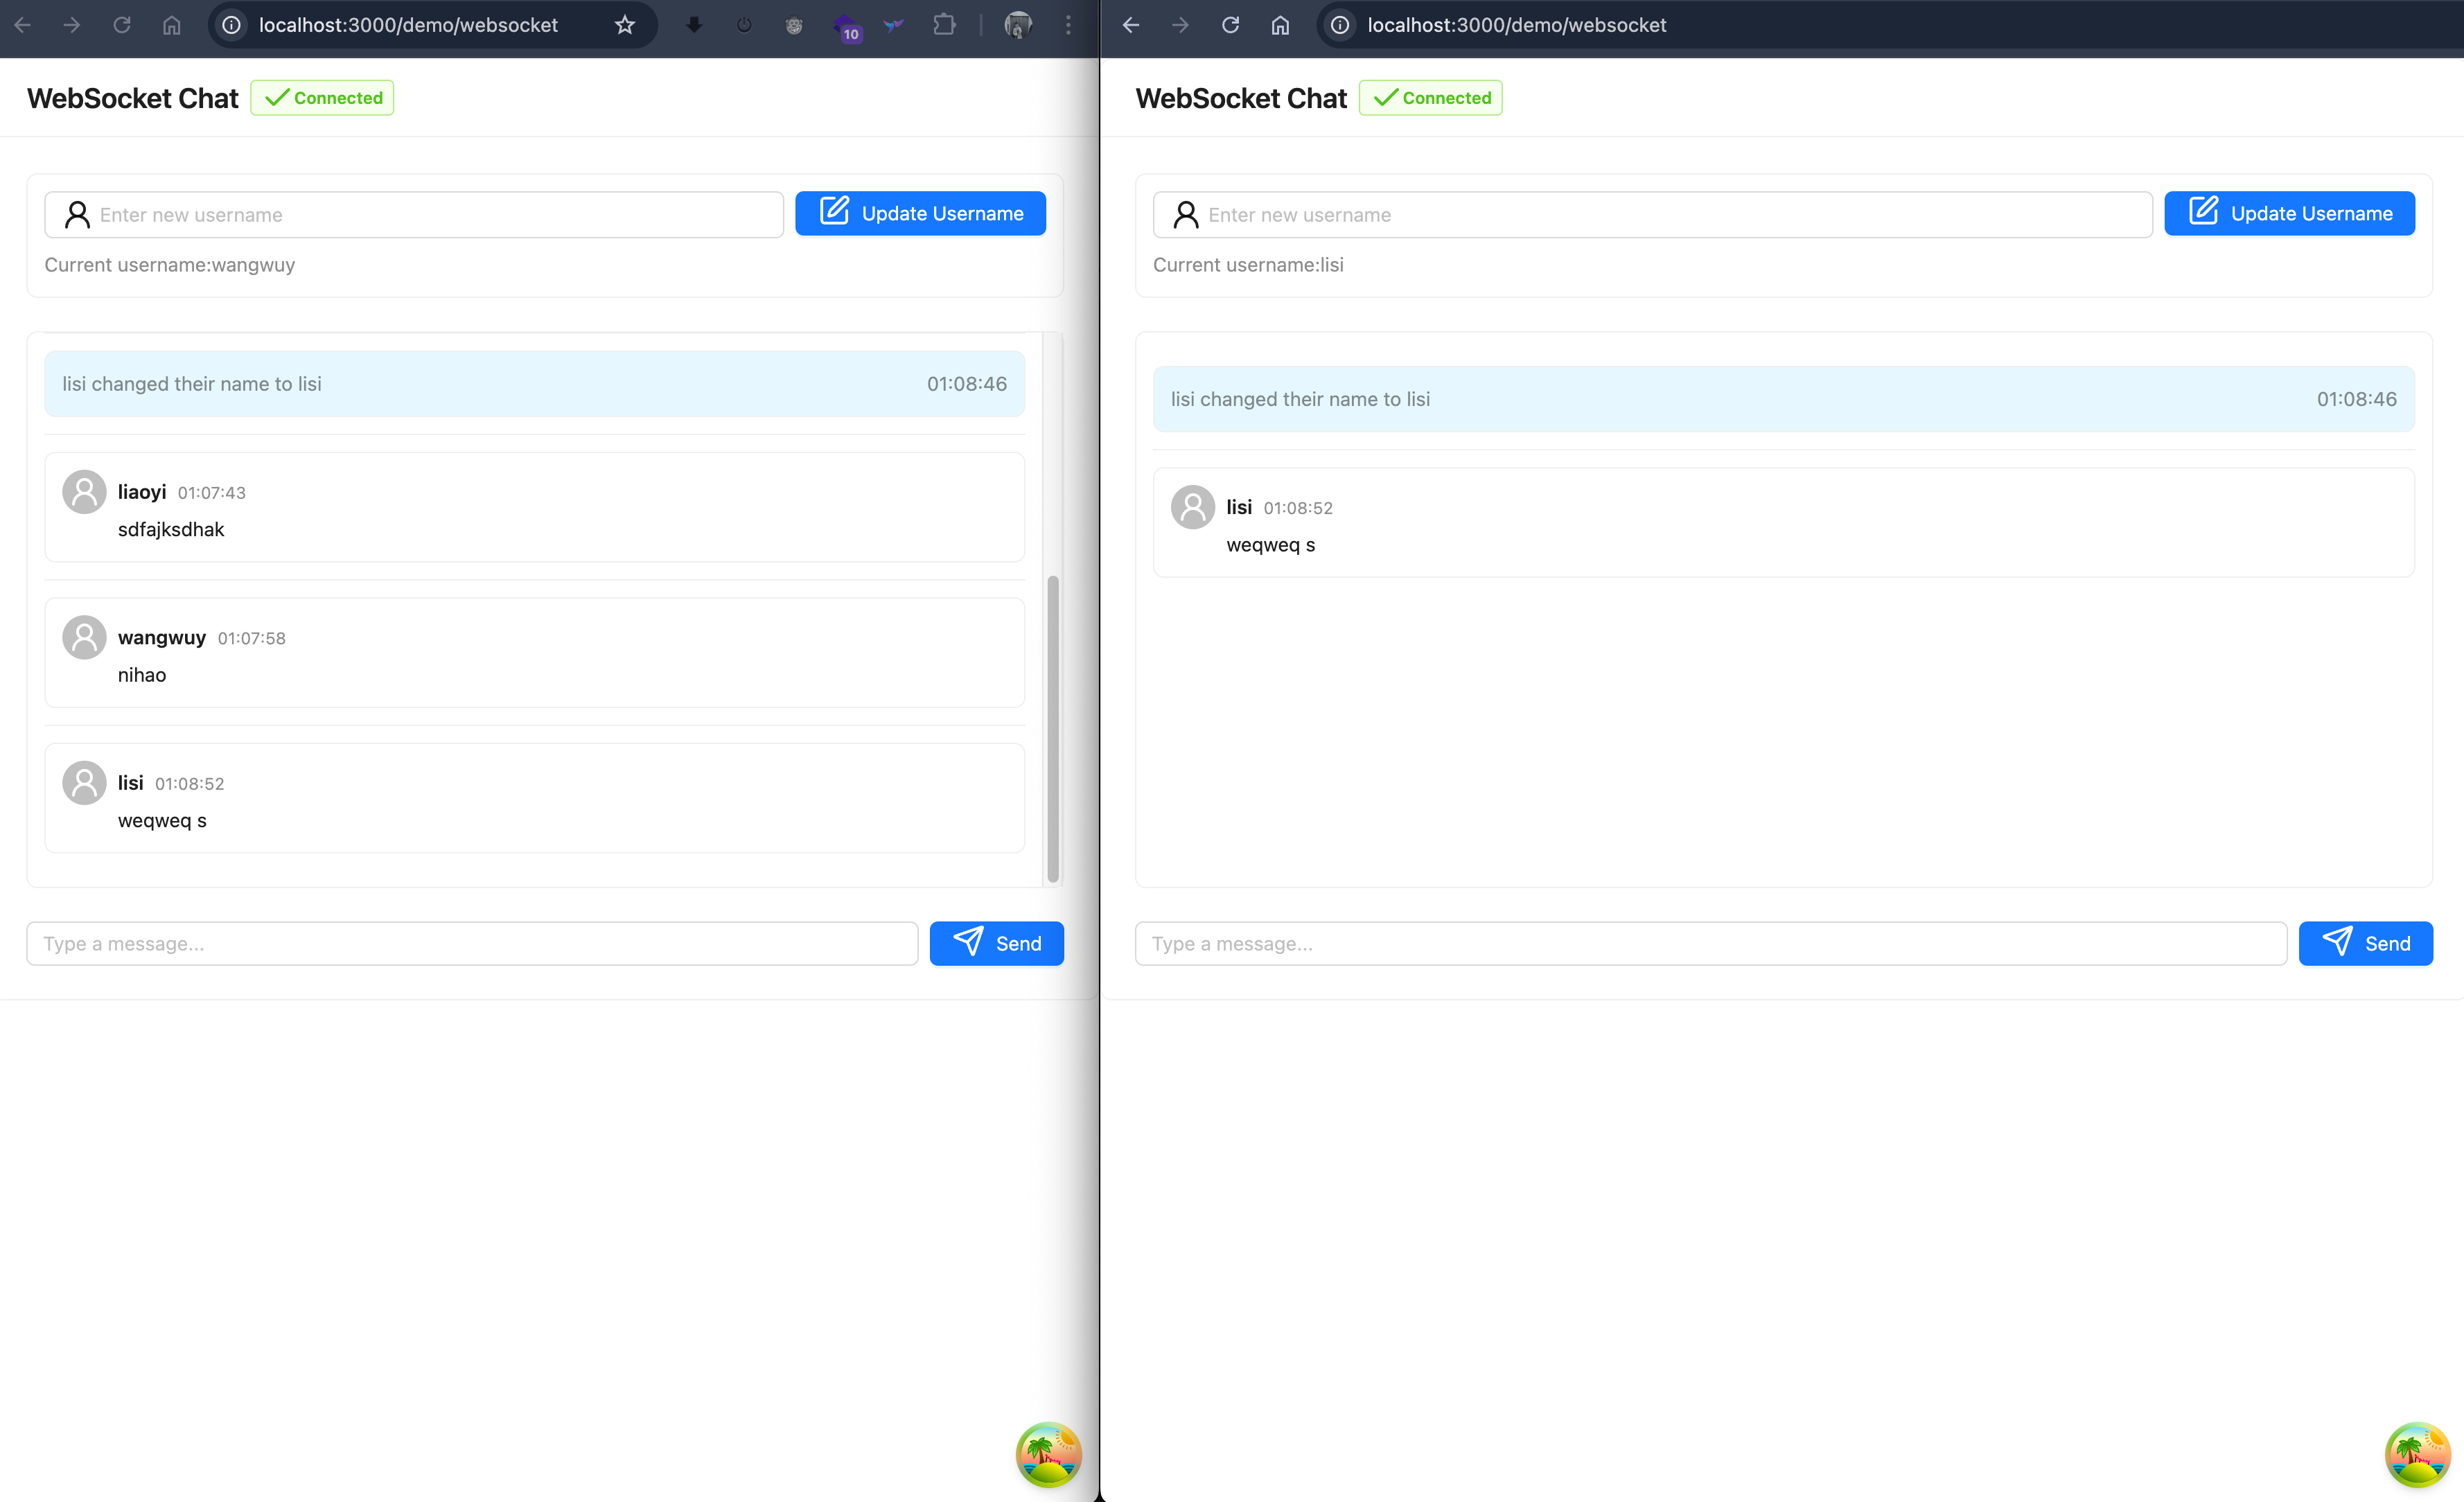 localhost:3000/demo/websocket
10
WebSocket Chat
Connected
Enter new username
Update Username
Current username:wangwuy
lisi changed their name to lisi
01:08:46
liaoyi 01:07:43
sdfajksdhak
wangwuy 01:07:58
nihao
lisi 01:08:52
weqweq s
Type a message...
Send
localhost:3000/demo/websocket
WebSocket Chat
Connected
Enter new username
Update Username
Current username:lisi
lisi changed their name to lisi
01:08:46
lisi 01:08:52
weqweq s
Type a message...
Send